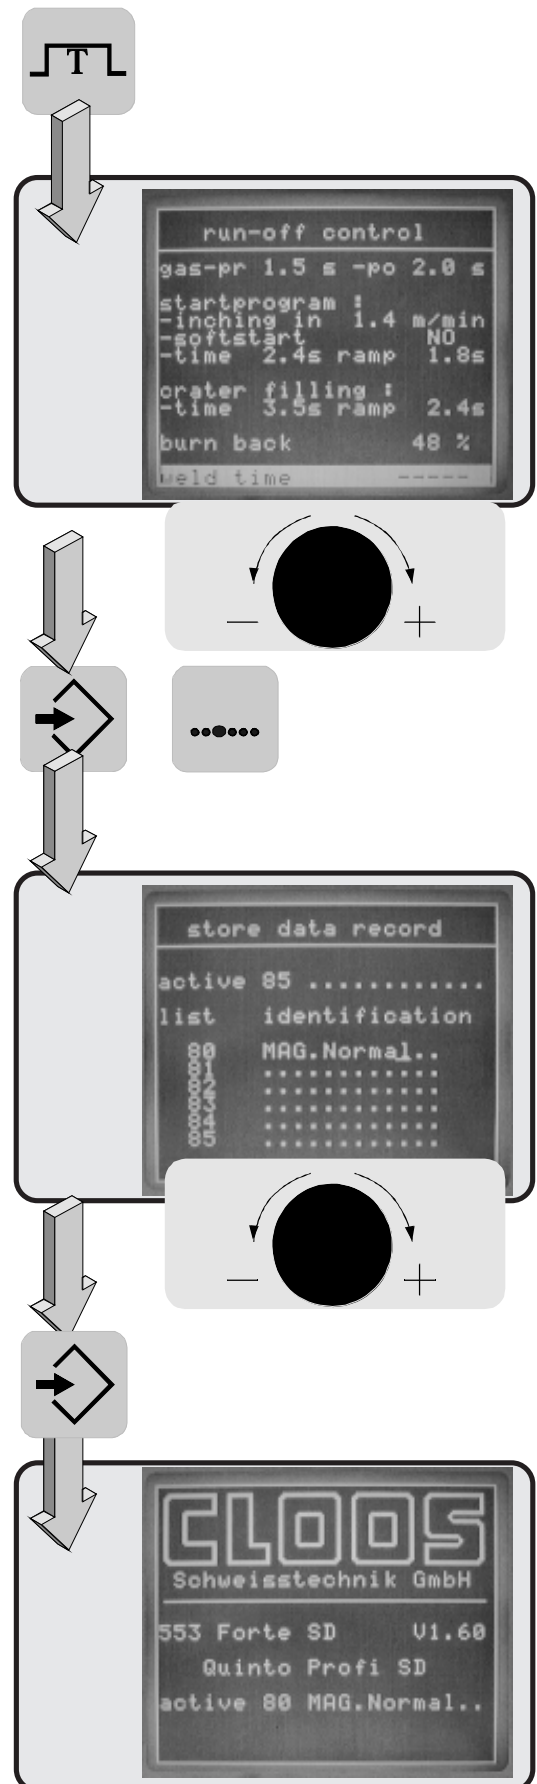 T
run-off control
gas-pr 1.5 s -po 2.0 s
startprogram :
-inching in 1.4 m/min
-softstart NO
-time 2.4s ramp 1.8s
crater filling :
-time 3.5s ramp 2.4s
burn back 48 %
weld time -----
store data record
active 85 ............
list identification
80 MAG.Normal..
81 ............
82 ............
83 ............
84 ............
85 ............
CLOOS
Schweisstechnik GmbH
553 Forte SD V1.60
Quinto Profi SD
active 80 MAG.Normal..